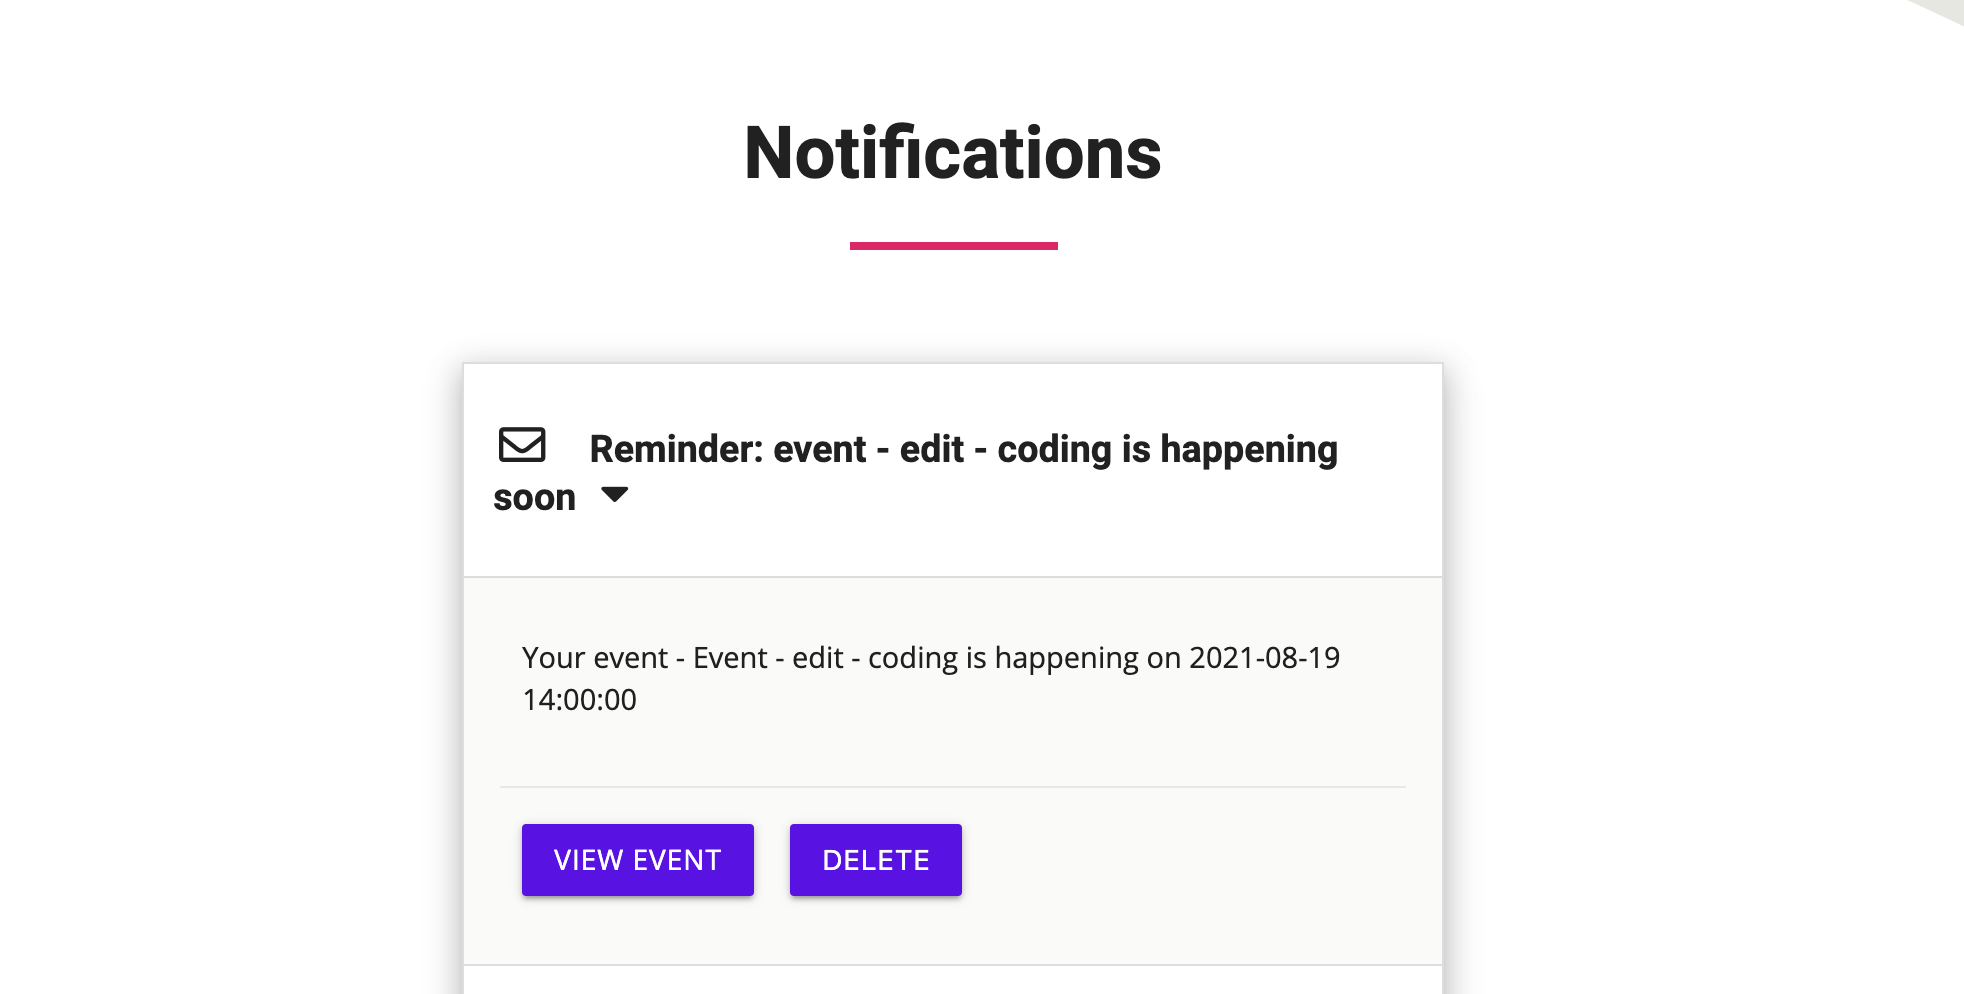 Notifications
Reminder: event - edit - coding is happening
soon
Your event - Event - edit - coding is happening on 2021-08-19
14:00:00
VIEW EVENT
DELETE